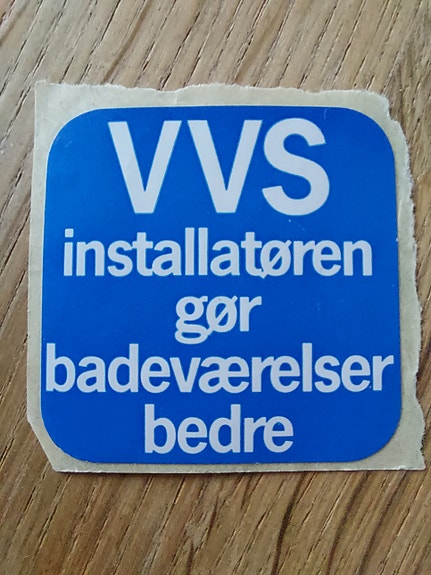 VVS
installatøren
gør
badeværelser
bedre